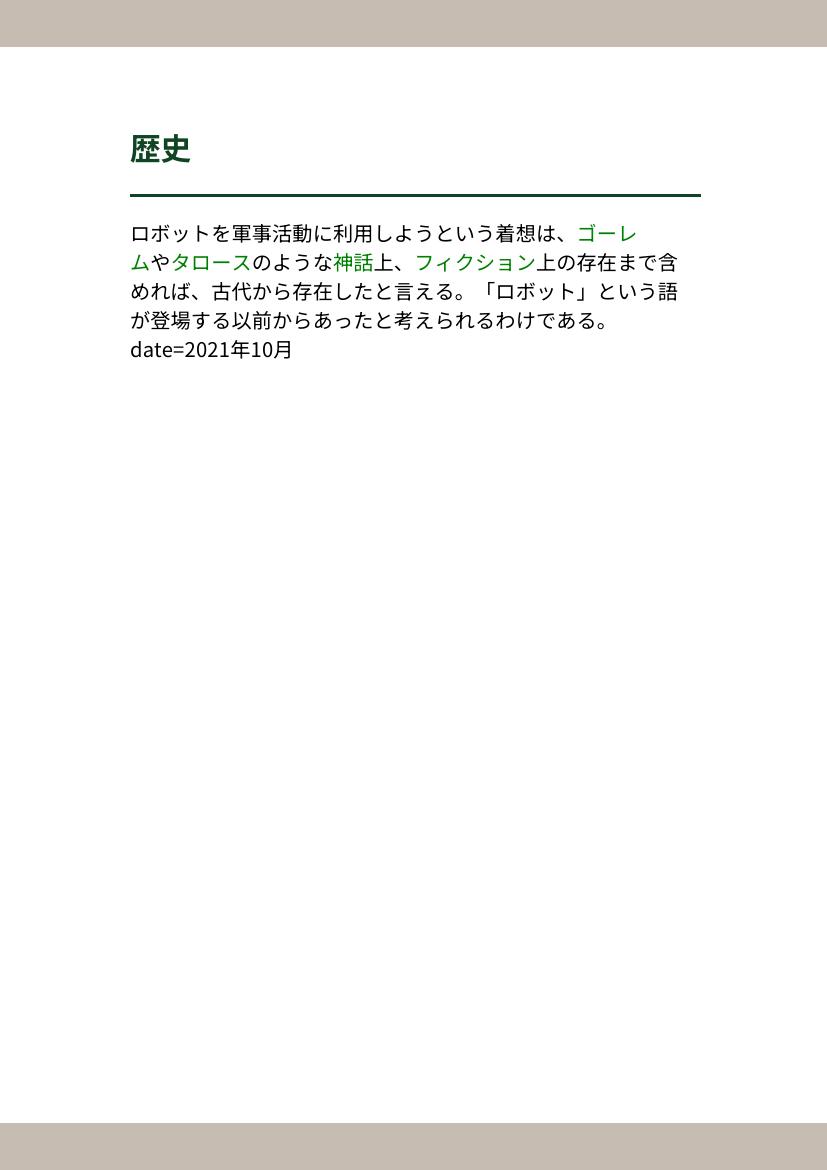 歴史
ロボットを軍事活動に利用しようという着想は、ゴーレ
ムやタロースのような神話上、フィクション上の存在まで含
めれば、古代から存在したと言える。「ロボット」という語
が登場する以前からあったと考えられるわけである。
date=2021年10月